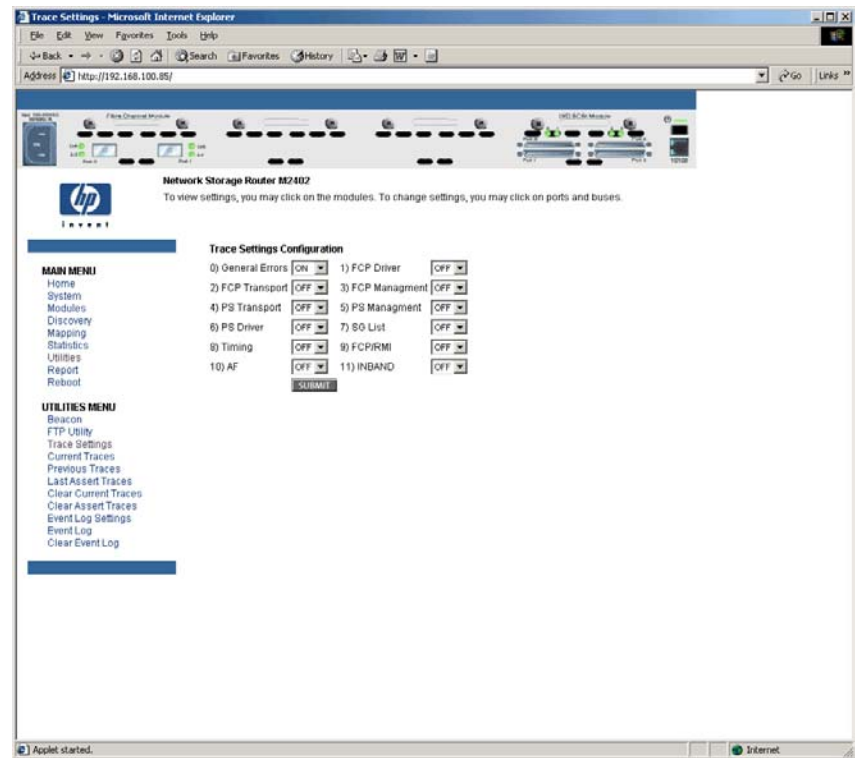 Trace Settings - Microsoft Internet Explorer
File Edit View Favorites Tools Help
Back Search Favorites History
Address http://192.168.100.85/ Go Links »
Fibre Channel Module
Network Storage Router M2402
To view settings, you may click on the modules. To change settings, you may click on ports and buses.
hp
invent
Trace Settings Configuration
0) General Errors ON 1) FCP Driver OFF
2) FCP Transport OFF 3) FCP Managment OFF
4) PS Transport OFF 5) PS Managment OFF
6) PS Driver OFF 7) SG List OFF
8) Timing OFF 9) FCP/RMI OFF
10) AF OFF 11) INBAND OFF
SUBMIT
MAIN MENU
Home
System
Modules
Discovery
Mapping
Statistics
Utilities
Report
Reboot
UTILITIES MENU
Beacon
FTP Utility
Trace Settings
Current Traces
Previous Traces
Last Assert Traces
Clear Current Traces
Clear Assert Traces
Event Log Settings
Event Log
Clear Event Log
Applet started. Internet